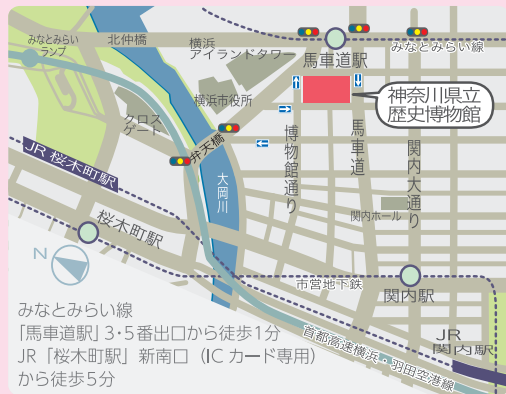 みなとみらい
ランプ
北仲橋
横浜
アイランドタワー
馬車道駅
みなとみらい線
横浜市役所
神奈川県立
歴史博物館
クロス
ゲート
弁天橋
博物館通り
馬車道
関内大通り
JR 桜木町駅
大岡川
関内ホール
桜木町駅
N
市営地下鉄
関内駅
みなとみらい線
「馬車道駅」3・5番出口から徒歩1分
JR「桜木町駅」新南口（ICカード専用）
から徒歩5分
首都高速横浜・羽田空港線
JR
関内駅